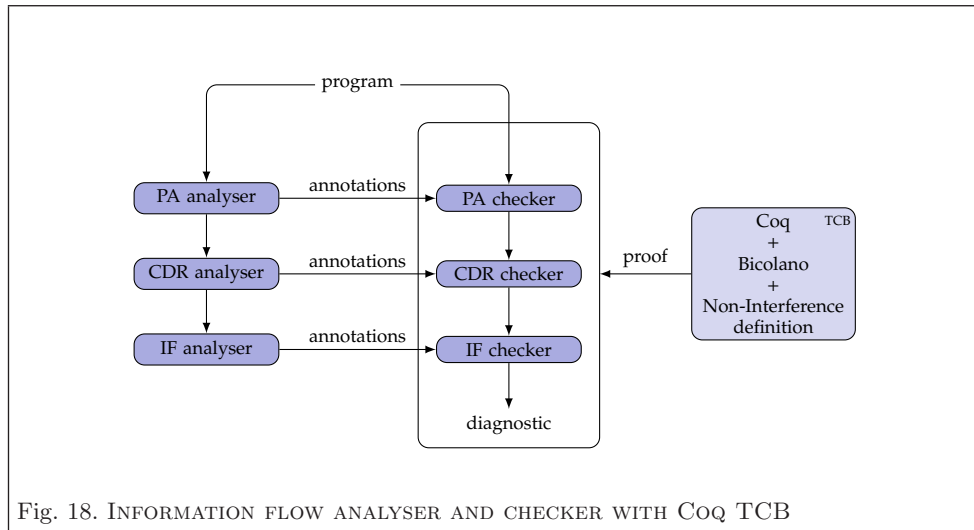 program
PA analyser
annotations
PA checker
CDR analyser
annotations
CDR checker
IF analyser
annotations
IF checker
diagnostic
proof
Coq
TCB
+
Bicolano
+
Non-Interference
definition
Fig. 18. INFORMATION FLOW ANALYSER AND CHECKER WITH COQ TCB